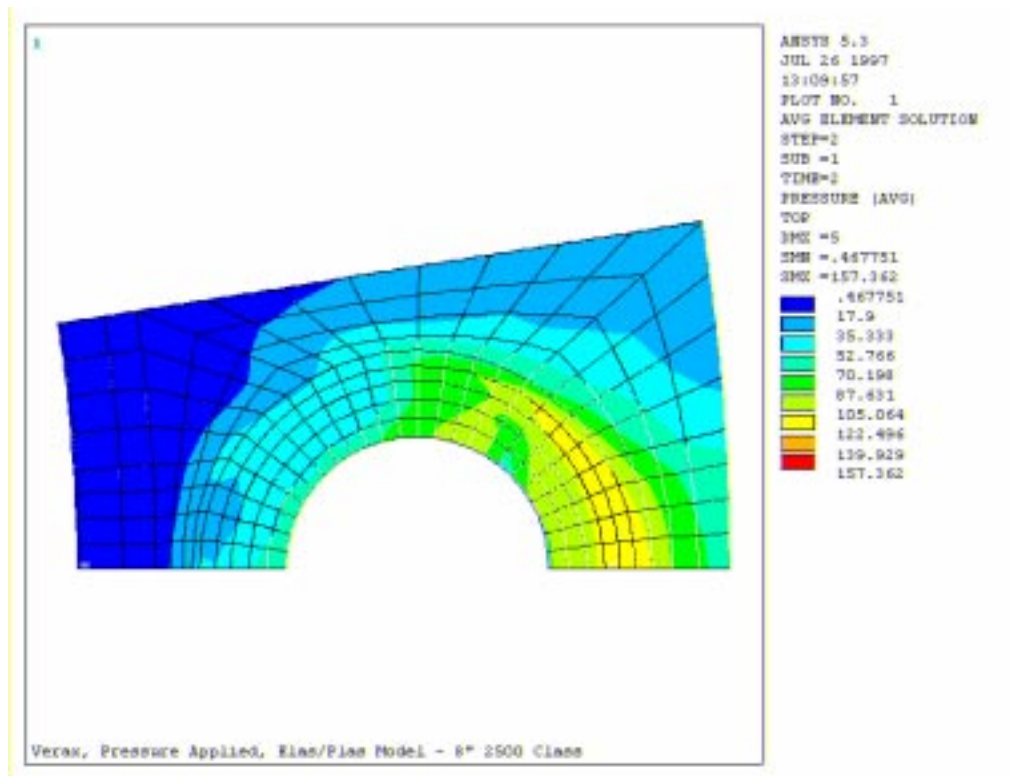 1
ANSYS 5.3
JUL 26 1997
13:09:57
PLOT NO. 1
AVG ELEMENT SOLUTION
STEP=2
SUB =1
TIME=2
PRESSURE (AVG)
TOP
DMX =5
SMN =.467751
SMX =157.362
.467751
17.9
35.333
52.766
70.198
87.631
105.064
122.496
139.929
157.362
Verax, Pressure Applied, Elas/Plas Model - 8" 2500 Class